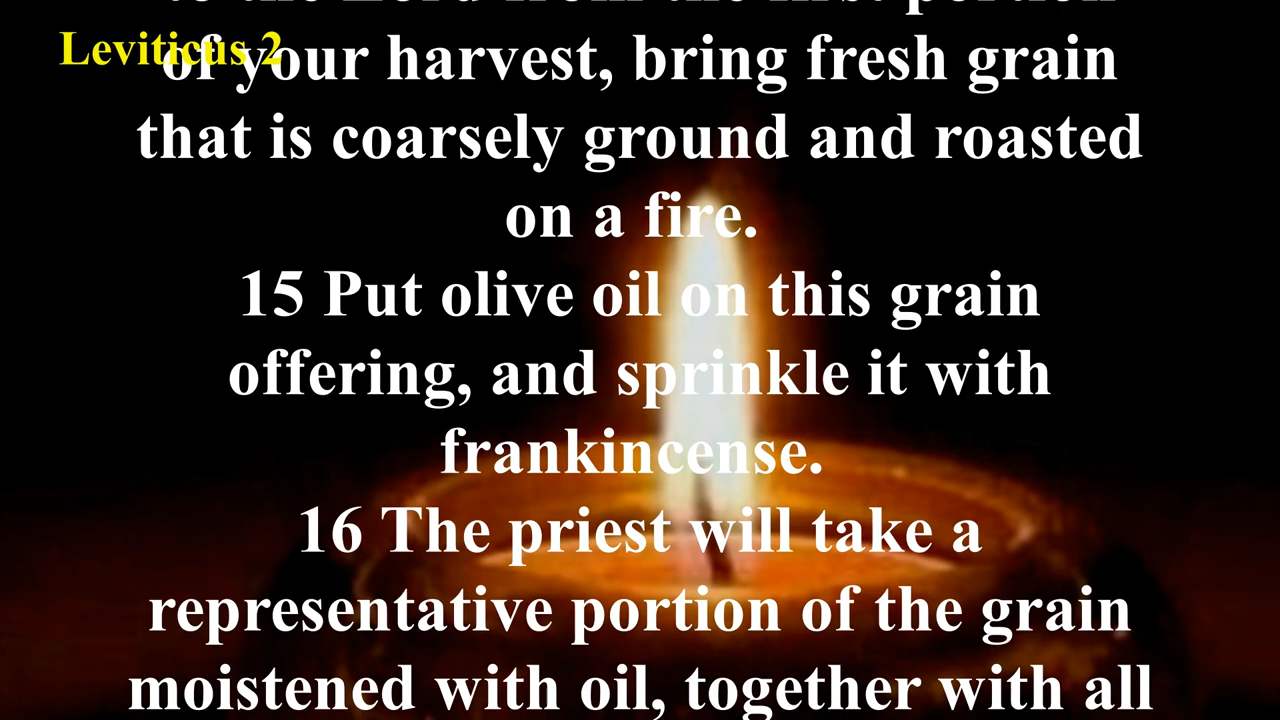 to the Lord from the first portion
Leviticus 2
of your harvest, bring fresh grain
that is coarsely ground and roasted
on a fire.
15 Put olive oil on this grain
offering, and sprinkle it with
frankincense.
16 The priest will take a
representative portion of the grain
moistened with oil, together with all